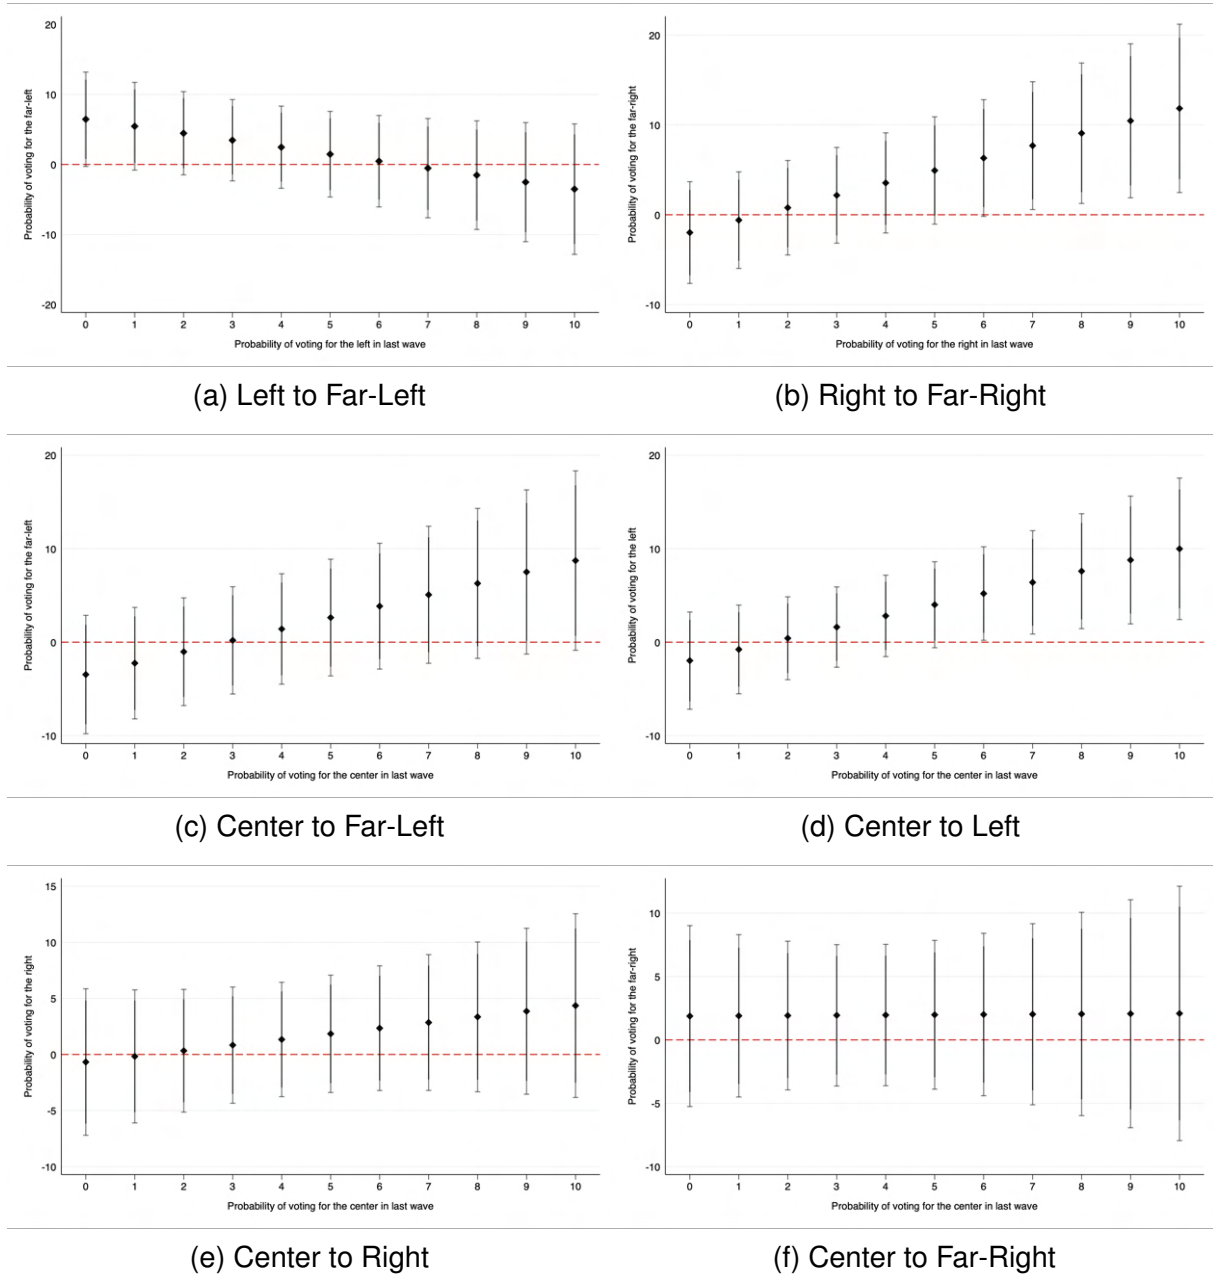 20
10
0
-10
-20
Probability of voting for the far-left
0 1 2 3 4 5 6 7 8 9 10
Probability of voting for the left in last wave
(a) Left to Far-Left
20
10
0
-10
Probability of voting for the far-right
0 1 2 3 4 5 6 7 8 9 10
Probability of voting for the right in last wave
(b) Right to Far-Right
20
10
0
-10
Probability of voting for the far-left
0 1 2 3 4 5 6 7 8 9 10
Probability of voting for the center in last wave
(c) Center to Far-Left
20
10
0
-10
Probability of voting for the left
0 1 2 3 4 5 6 7 8 9 10
Probability of voting for the center in last wave
(d) Center to Left
15
10
5
0
-5
-10
Probability of voting for the right
0 1 2 3 4 5 6 7 8 9 10
Probability of voting for the center in last wave
(e) Center to Right
10
5
0
-5
-10
Probability of voting for the far-right
0 1 2 3 4 5 6 7 8 9 10
Probability of voting for the center in last wave
(f) Center to Far-Right